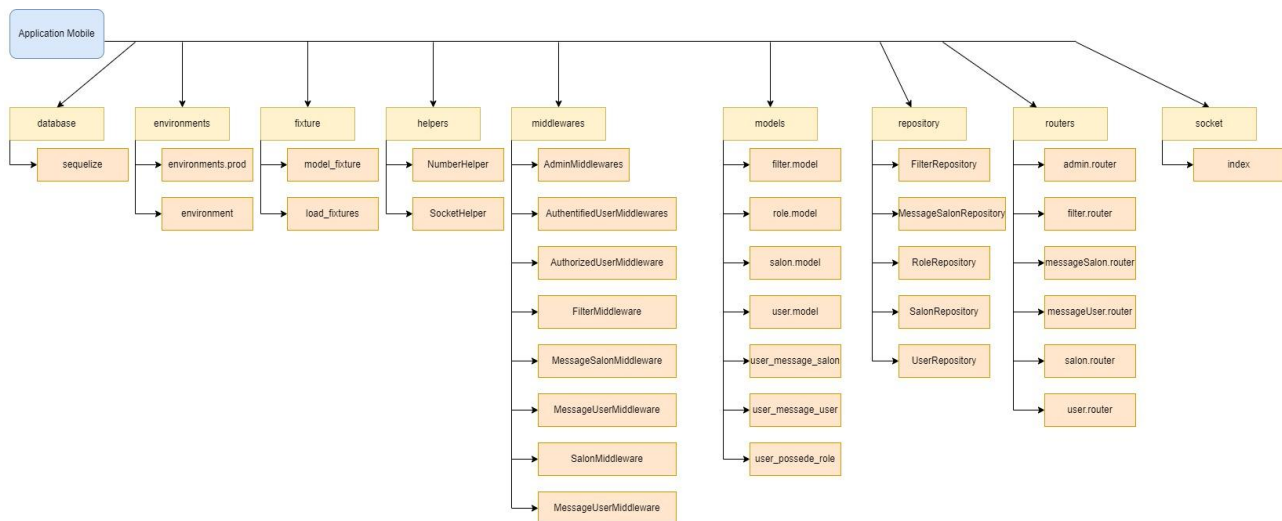 Application Mobile
database
environments
fixture
helpers
middlewares
models
repository
routers
socket
sequelize
environments.prod
model_fixture
NumberHelper
AdminMiddlewares
filter.model
FilterRepository
admin.router
index
environment
load_fixtures
SocketHelper
AuthentifiedUserMiddlewares
role.model
MessageSalonRepository
filter.router
AuthorizedUserMiddleware
salon.model
RoleRepository
messageSalon.router
FilterMiddleware
user.model
SalonRepository
messageUser.router
MessageSalonMiddleware
user_message_salon
UserRepository
salon.router
MessageUserMiddleware
user_message_user
user.router
SalonMiddleware
user_possede_role
MessageUserMiddleware